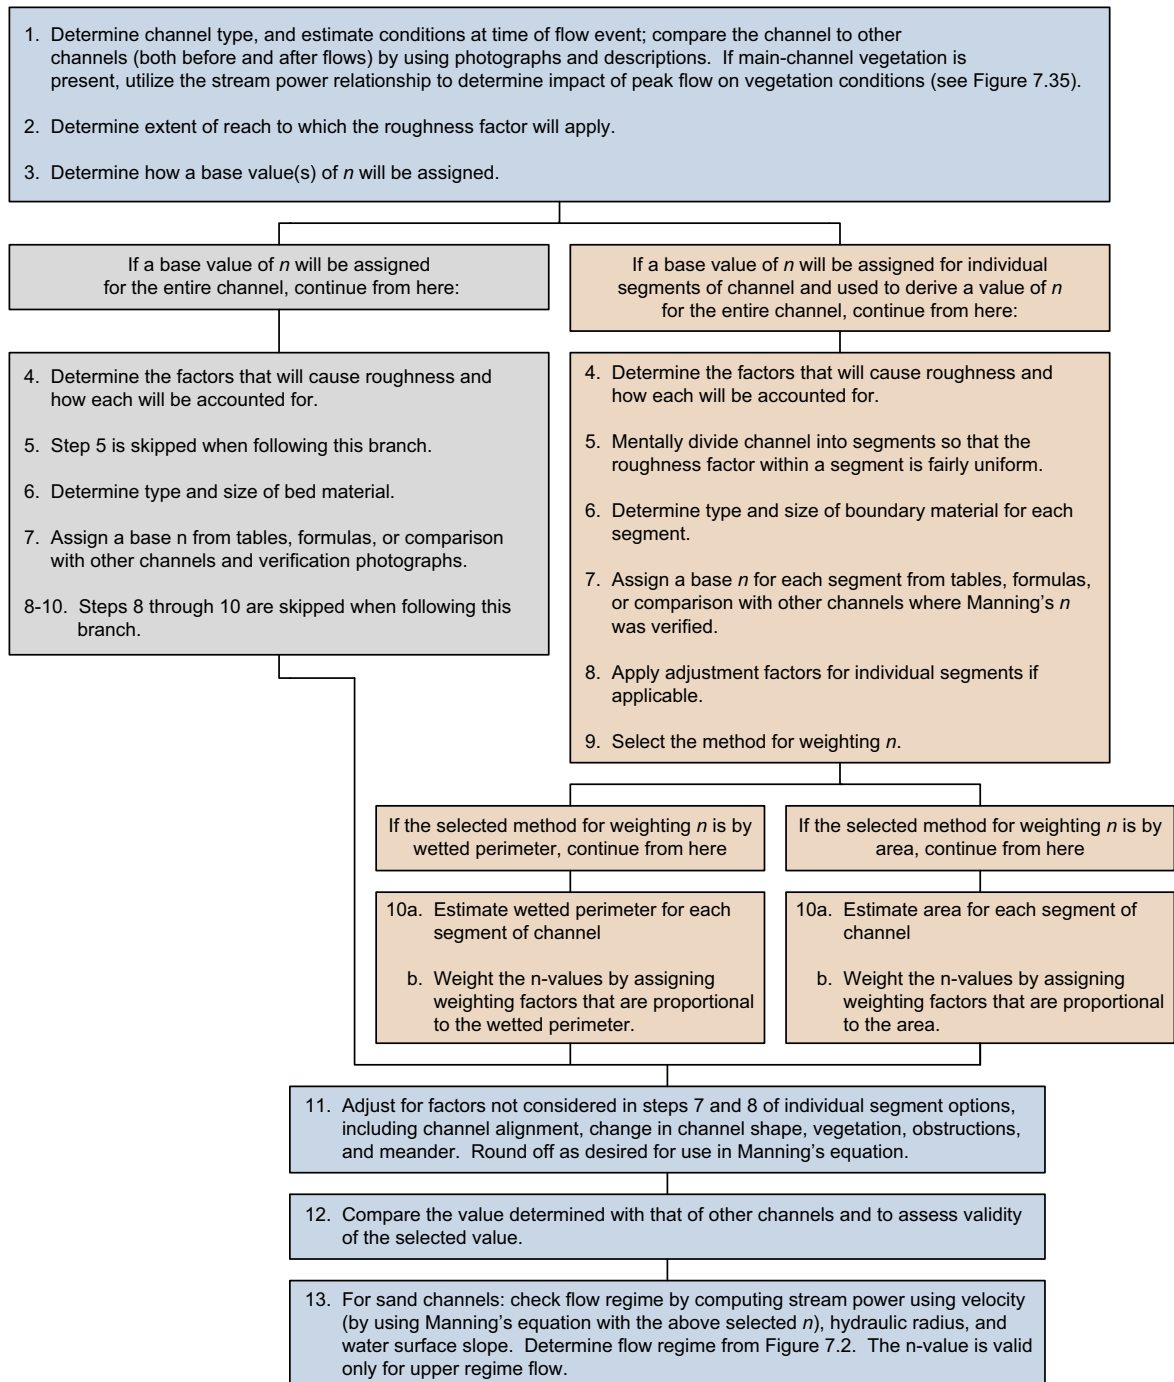 1. Determine channel type, and estimate conditions at time of flow event; compare the channel to other
channels (both before and after flows) by using photographs and descriptions. If main-channel vegetation is
present, utilize the stream power relationship to determine impact of peak flow on vegetation conditions (see Figure 7.35).
2. Determine extent of reach to which the roughness factor will apply.
3. Determine how a base value(s) of n will be assigned.
If a base value of n will be assigned
for the entire channel, continue from here:
If a base value of n will be assigned for individual
segments of channel and used to derive a value of n
for the entire channel, continue from here:
4. Determine the factors that will cause roughness and
how each will be accounted for.
5. Step 5 is skipped when following this branch.
6. Determine type and size of bed material.
7. Assign a base n from tables, formulas, or comparison
with other channels and verification photographs.
8-10. Steps 8 through 10 are skipped when following this
branch.
4. Determine the factors that will cause roughness and
how each will be accounted for.
5. Mentally divide channel into segments so that the
roughness factor within a segment is fairly uniform.
6. Determine type and size of boundary material for each
segment.
7. Assign a base n for each segment from tables, formulas,
or comparison with other channels where Manning's n
was verified.
8. Apply adjustment factors for individual segments if
applicable.
9. Select the method for weighting n.
If the selected method for weighting n is by
wetted perimeter, continue from here
If the selected method for weighting n is by
area, continue from here
10a. Estimate wetted perimeter for each
segment of channel
b. Weight the n-values by assigning
weighting factors that are proportional
to the wetted perimeter.
10a. Estimate area for each segment of
channel
b. Weight the n-values by assigning
weighting factors that are proportional
to the area.
11. Adjust for factors not considered in steps 7 and 8 of individual segment options,
including channel alignment, change in channel shape, vegetation, obstructions,
and meander. Round off as desired for use in Manning's equation.
12. Compare the value determined with that of other channels and to assess validity
of the selected value.
13. For sand channels: check flow regime by computing stream power using velocity
(by using Manning's equation with the above selected n), hydraulic radius, and
water surface slope. Determine flow regime from Figure 7.2. The n-value is valid
only for upper regime flow.